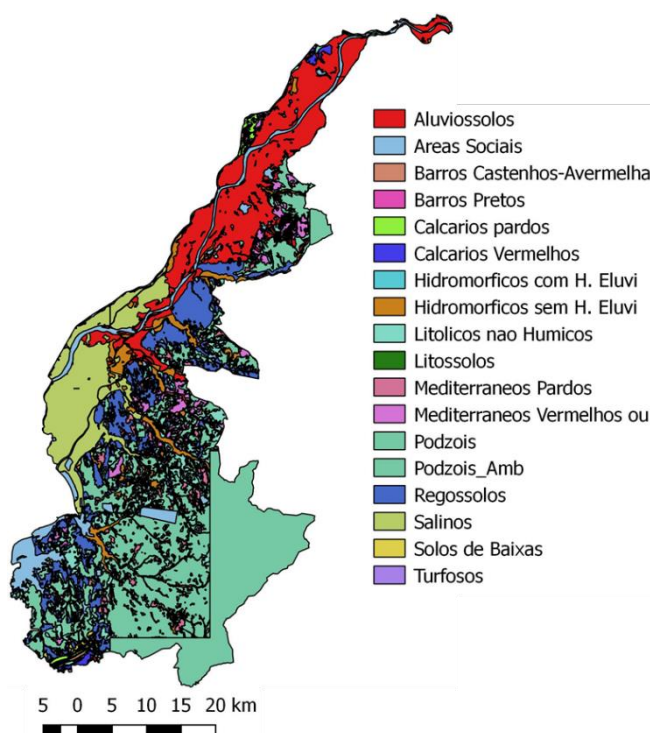 Aluviossolos
Areas Sociais
Barros Castenhos-Avermelha
Barros Pretos
Calcarios pardos
Calcarios Vermelhos
Hidromorficos com H. Eluvi
Hidromorficos sem H. Eluvi
Litolicos nao Humicos
Litossolos
Mediterraneos Pardos
Mediterraneos Vermelhos ou
Podzois
Podzois_Amb
Regossolos
Salinos
Solos de Baixas
Turfosos
5 0 5 10 15 20 km